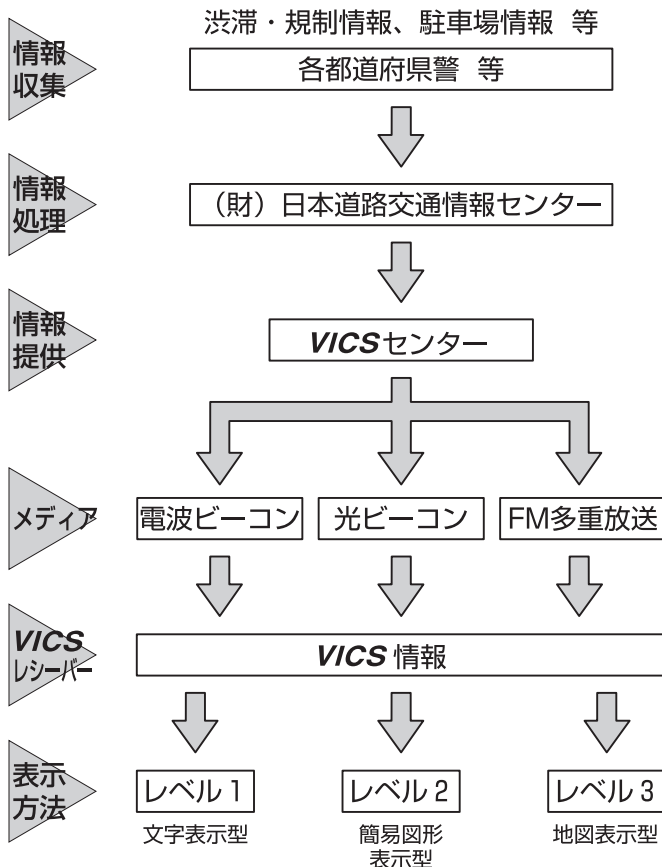 渋滞・規制情報、駐車場情報 等
情報
収集
各都道府県警 等
情報
処理
（財）日本道路交通情報センター
情報
提供
VICSセンター
メディア
電波ビーコン
光ビーコン
FM多重放送
VICS
レシーバー
VICS 情報
表示
方法
レベル1
レベル2
レベル3
文字表示型
簡易図形
表示型
地図表示型